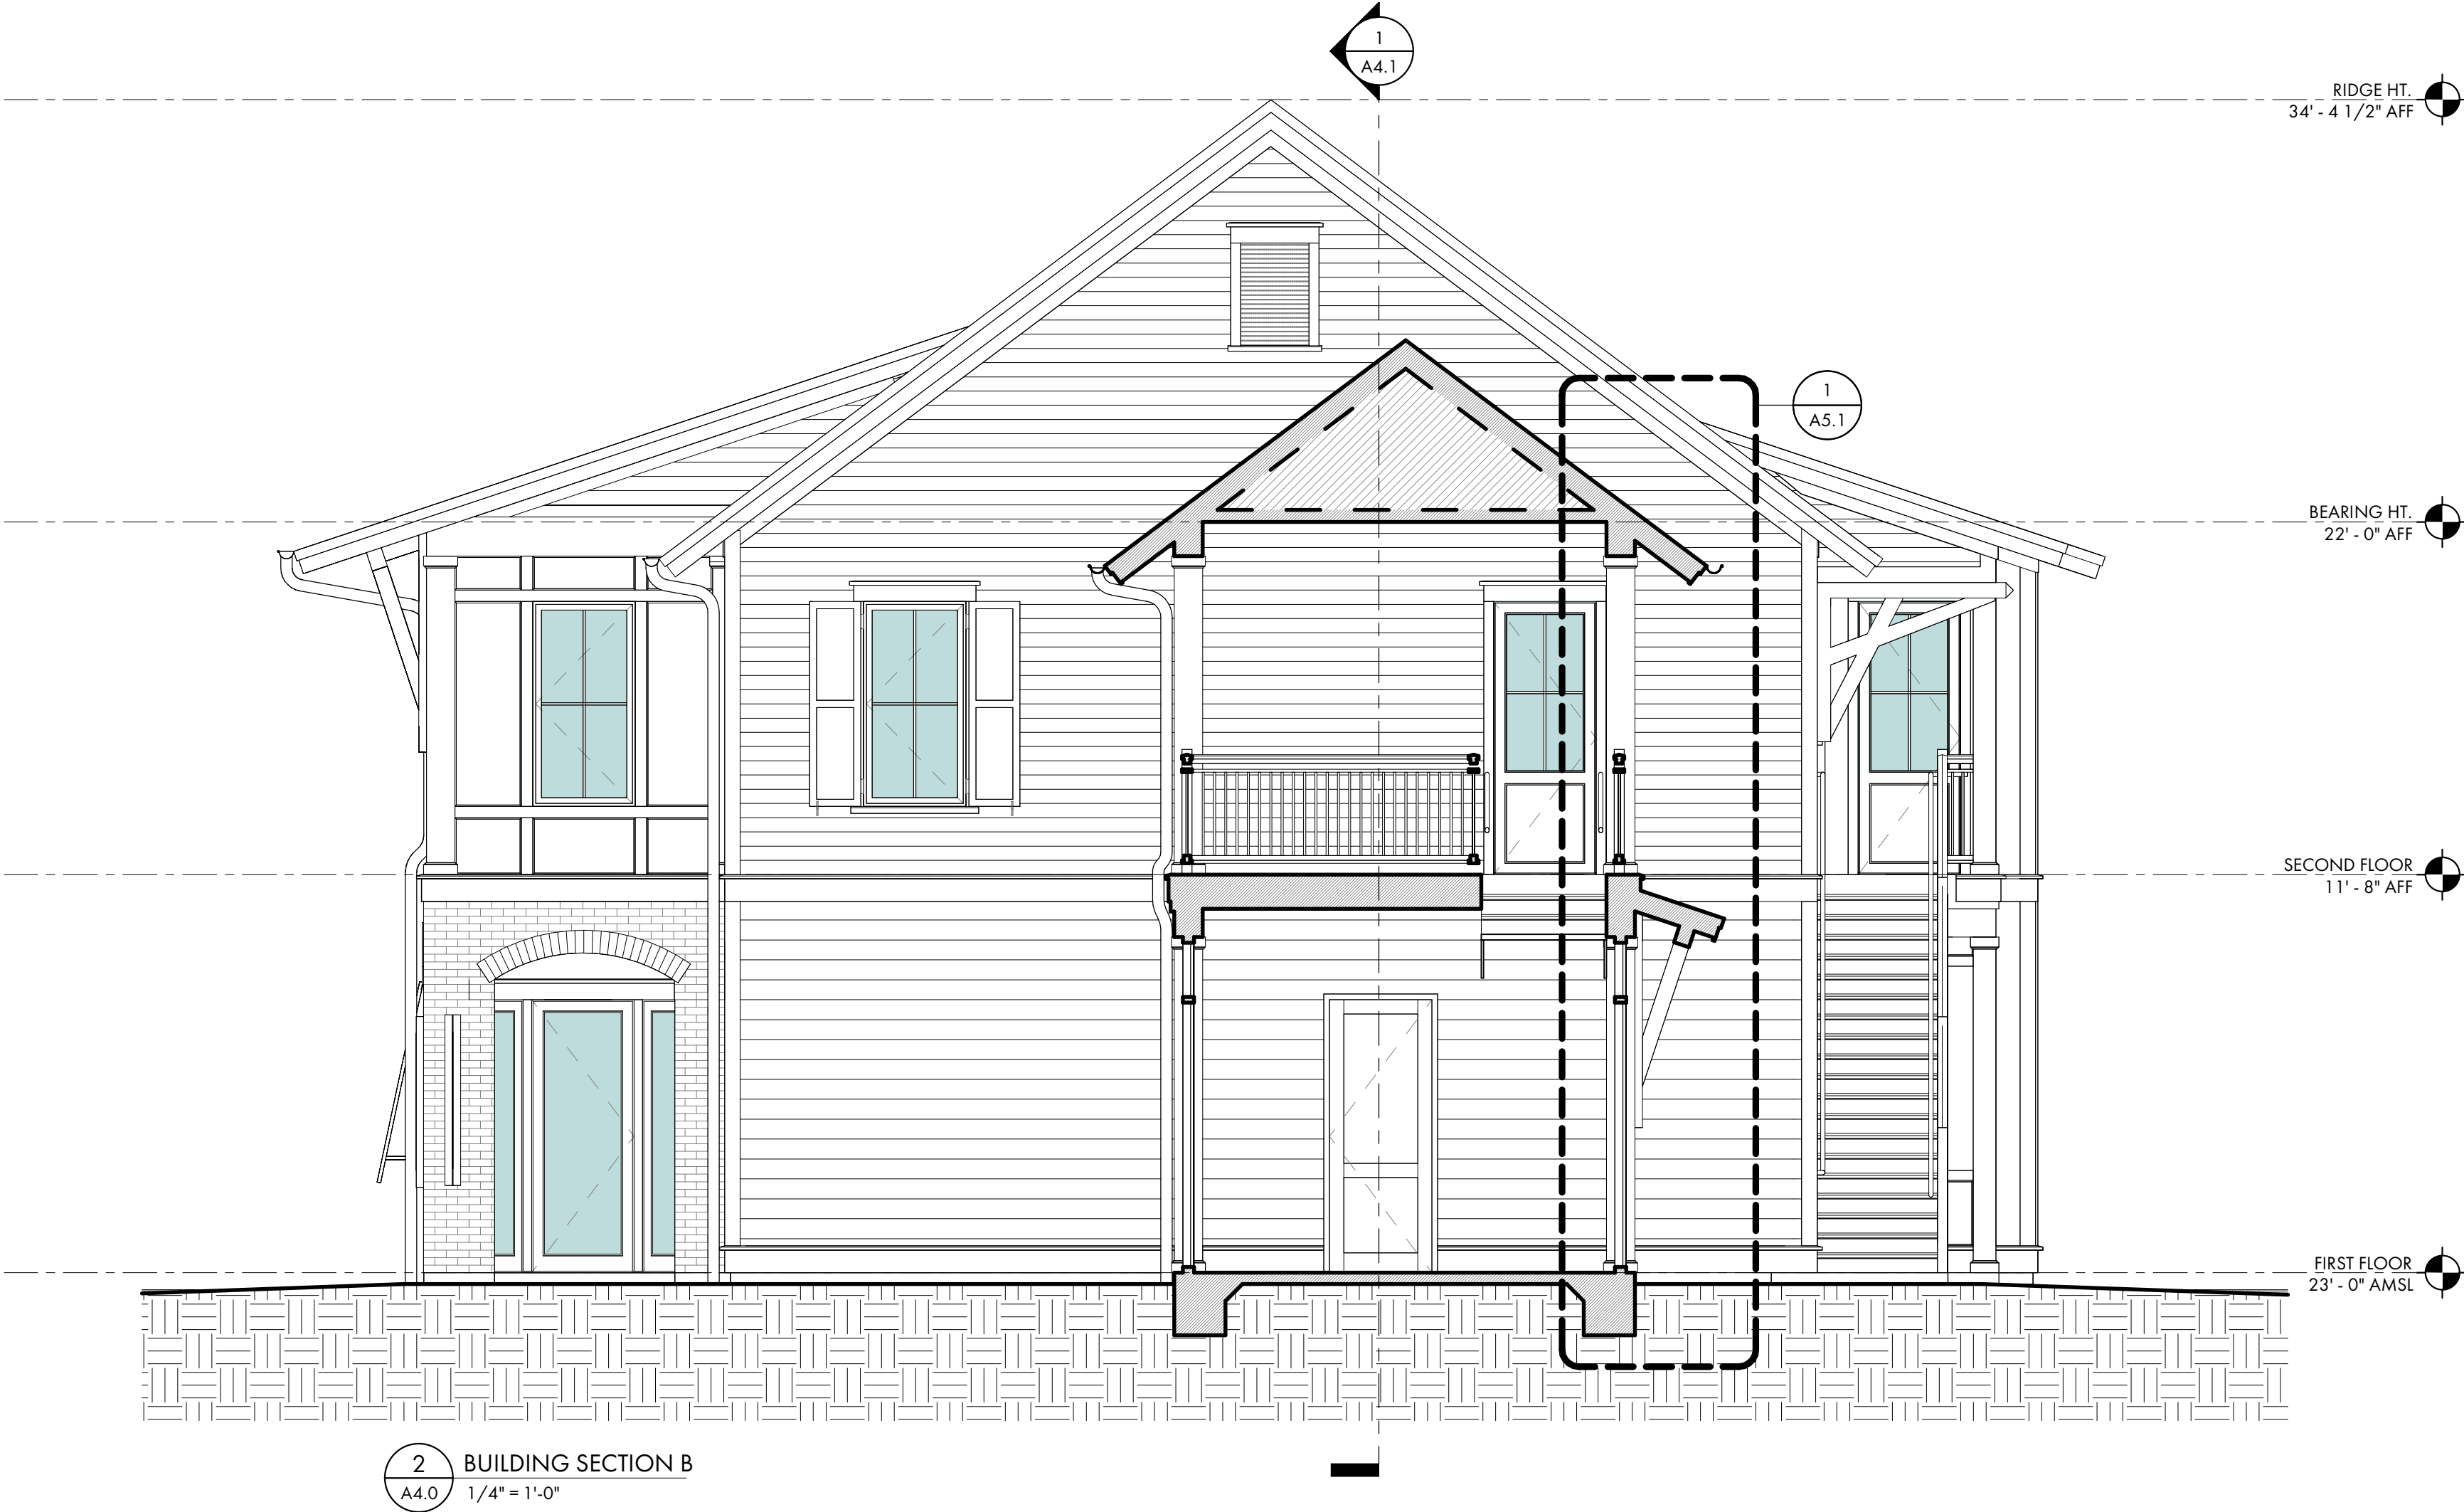 1
A4.1
RIDGE HT.
34' - 4 1/2" AFF
1
A5.1
BEARING HT.
22' - 0" AFF
SECOND FLOOR
11' - 8" AFF
FIRST FLOOR
23' - 0" AMSL
2
A4.0
BUILDING SECTION B
1/4" = 1'-0"